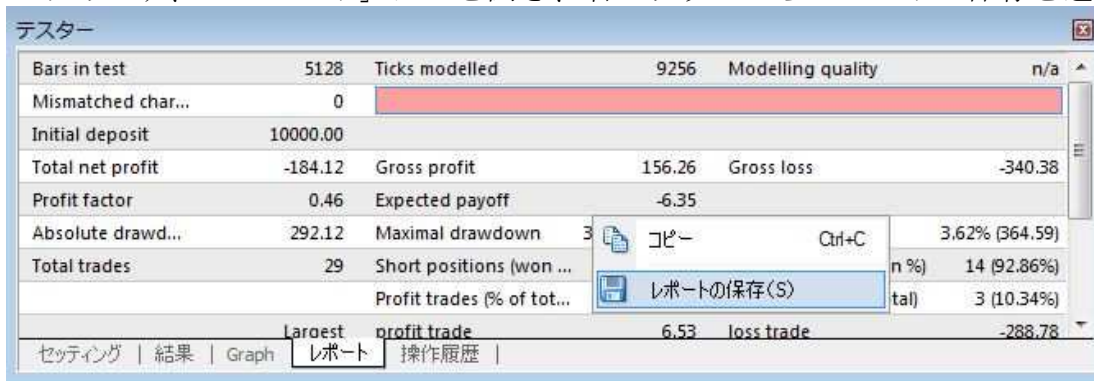 テスター
Bars in test 5128 Ticks modelled 9256 Modelling quality n/a
Mismatched char... 0
Initial deposit 10000.00
Total net profit -184.12 Gross profit 156.26 Gross loss -340.38
Profit factor 0.46 Expected payoff -6.35
Absolute drawd... 292.12 Maximal drawdown 3 3.62% (364.59)
コピー Ctrl+C
Total trades 29 Short positions (won ... n %) 14 (92.86%)
レポートの保存(S)
Profit trades (% of tot... tal) 3 (10.34%)
Largest profit trade 6.53 loss trade -288.78
セッティング | 結果 | Graph レポート 操作履歴 |